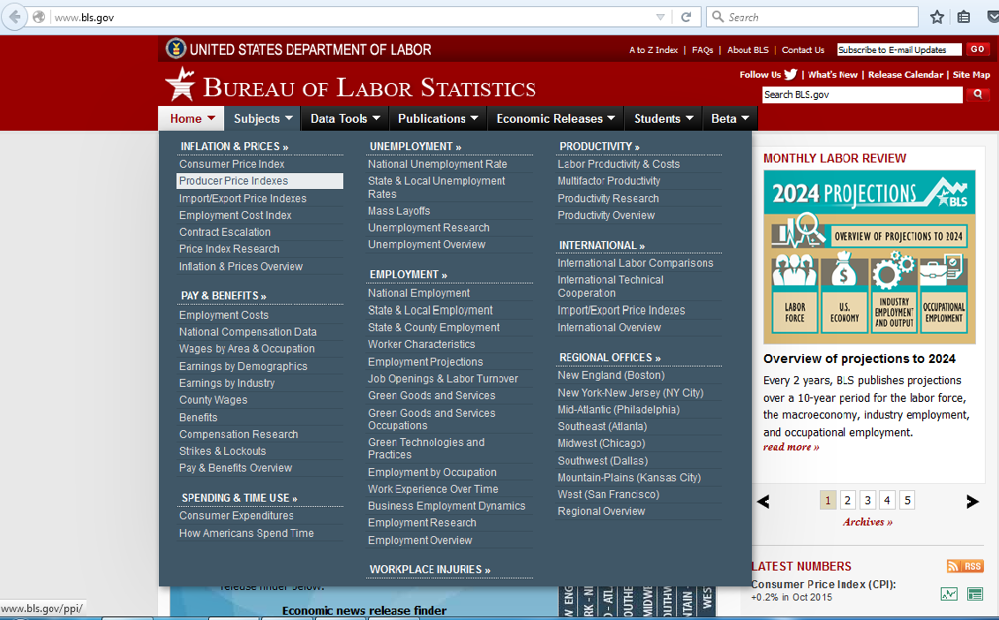 www.bls.gov
Search
UNITED STATES DEPARTMENT OF LABOR
A to Z Index | FAQs | About BLS | Contact Us
Subscribe to E-mail Updates
GO
Follow Us | What's New | Release Calendar | Site Map
BUREAU OF LABOR STATISTICS
Search BLS.gov
Home
Subjects
Data Tools
Publications
Economic Releases
Students
Beta
INFLATION & PRICES »
Consumer Price Index
Producer Price Indexes
Import/Export Price Indexes
Employment Cost Index
Contract Escalation
Price Index Research
Inflation & Prices Overview
PAY & BENEFITS »
Employment Costs
National Compensation Data
Wages by Area & Occupation
Earnings by Demographics
Earnings by Industry
County Wages
Benefits
Compensation Research
Strikes & Lockouts
Pay & Benefits Overview
SPENDING & TIME USE »
Consumer Expenditures
How Americans Spend Time
UNEMPLOYMENT »
National Unemployment Rate
State & Local Unemployment
Rates
Mass Layoffs
Unemployment Research
Unemployment Overview
EMPLOYMENT »
National Employment
State & Local Employment
State & County Employment
Worker Characteristics
Employment Projections
Job Openings & Labor Turnover
Green Goods and Services
Green Goods and Services
Occupations
Green Technologies and
Practices
Employment by Occupation
Work Experience Over Time
Business Employment Dynamics
Employment Research
Employment Overview
WORKPLACE INJURIES »
PRODUCTIVITY »
Labor Productivity & Costs
Multifactor Productivity
Productivity Research
Productivity Overview
INTERNATIONAL »
International Labor Comparisons
International Technical
Cooperation
Import/Export Price Indexes
International Overview
REGIONAL OFFICES »
New England (Boston)
New York-New Jersey (NY City)
Mid-Atlantic (Philadelphia)
Southeast (Atlanta)
Midwest (Chicago)
Southwest (Dallas)
Mountain-Plains (Kansas City)
West (San Francisco)
Regional Overview
MONTHLY LABOR REVIEW
2024 PROJECTIONS
BLS
OVERVIEW OF PROJECTIONS TO 2024
LABOR
FORCE
U.S.
ECONOMY
INDUSTRY
EMPLOYMENT
AND OUTPUT
OCCUPATIONAL
EMPLOYMENT
Overview of projections to 2024
Every 2 years, BLS publishes projections
over a 10-year period for the labor force,
the macroeconomy, industry employment,
and occupational employment.
read more »
1 2 3 4 5
Archives »
LATEST NUMBERS
RSS
Consumer Price Index (CPI):
+0.2% in Oct 2015
release finder below.
Economic news release finder
www.bls.gov/ppi/